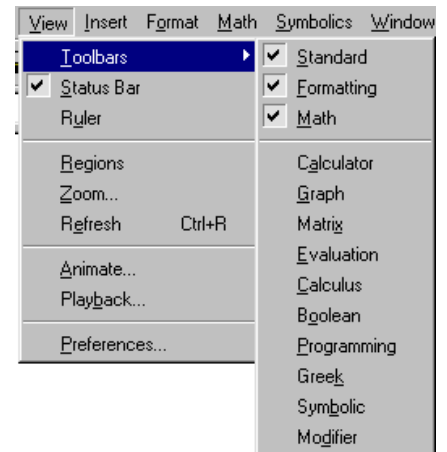 View Insert Format Math Symbolics Window
Toolbars
Status Bar
Ruler
Regions
Zoom...
Refresh Ctrl+R
Animate...
Playback...
Preferences...
Standard
Formatting
Math
Calculator
Graph
Matrix
Evaluation
Calculus
Boolean
Programming
Greek
Symbolic
Modifier